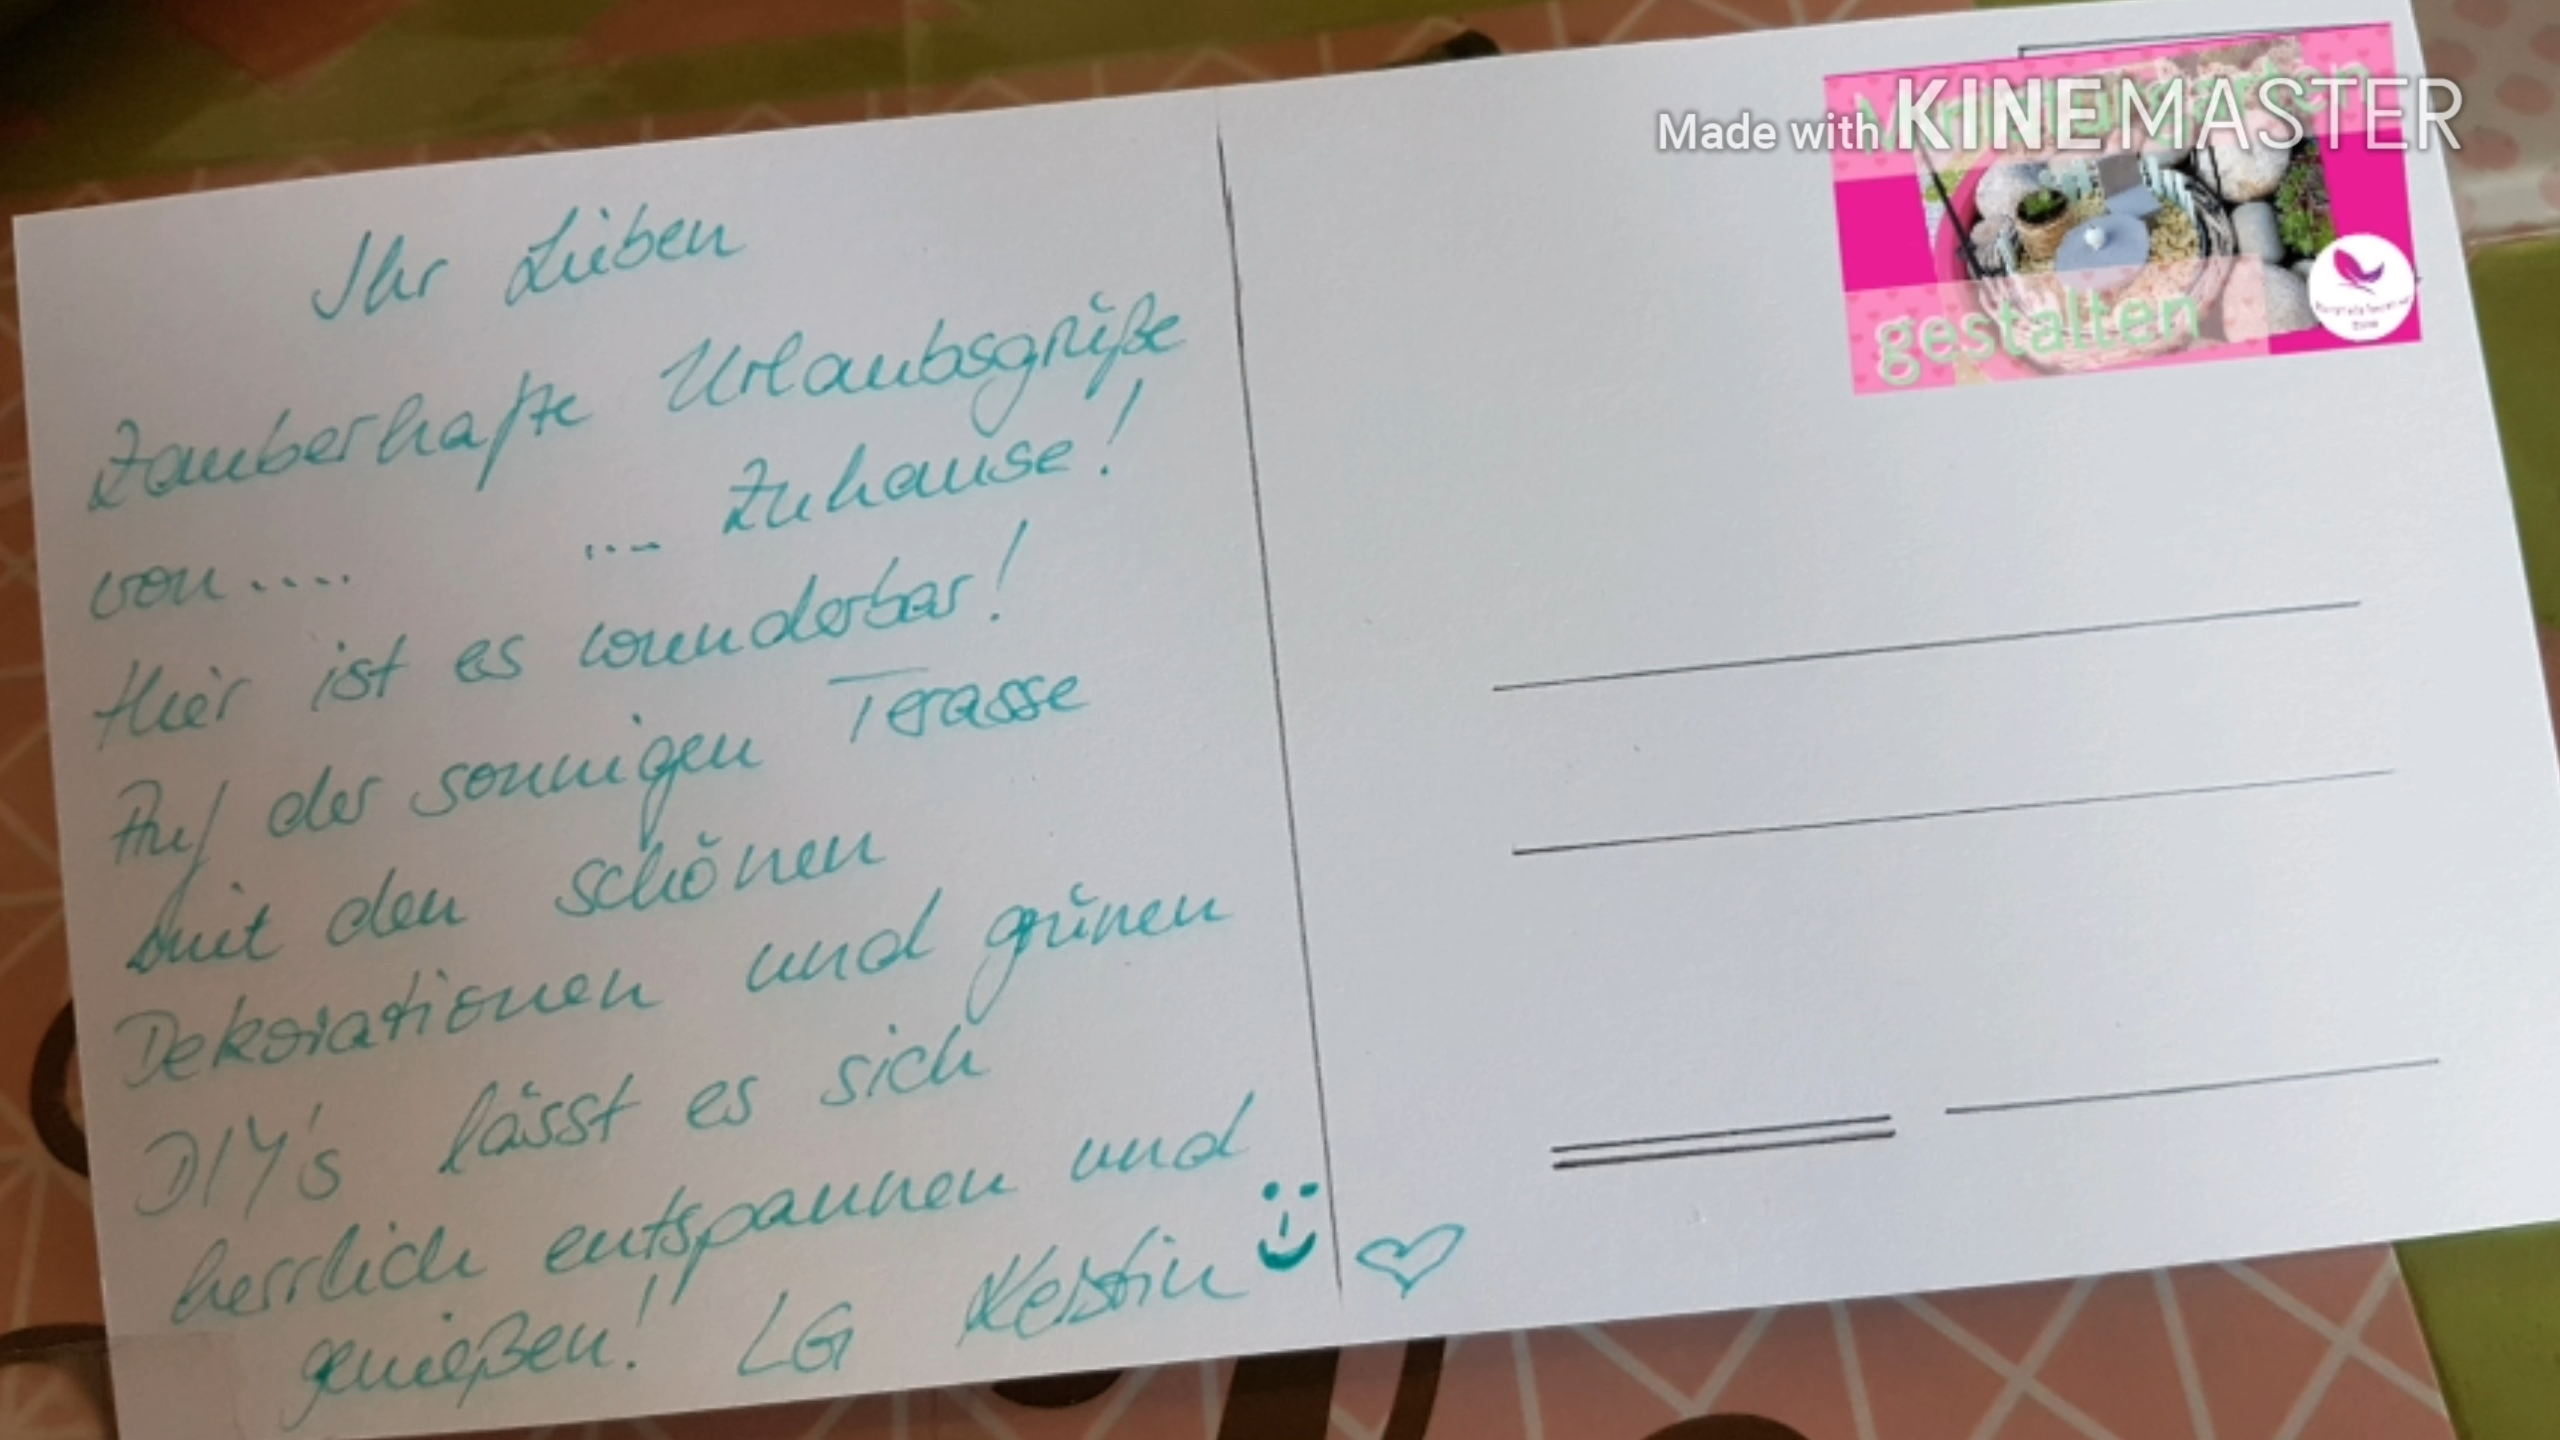 Ihr Lieben
Zauberhafte Urlaubsgrüße
von.... .... Zuhause!
Hier ist es wunderbar!
Auf der sonnigen Terasse
mit den schönen
Dekorationen und grünen
DIY's lässt es sich
herrlich entspannen und
genießen! LG Kerstin
Made with KINEMASTER
gestalten